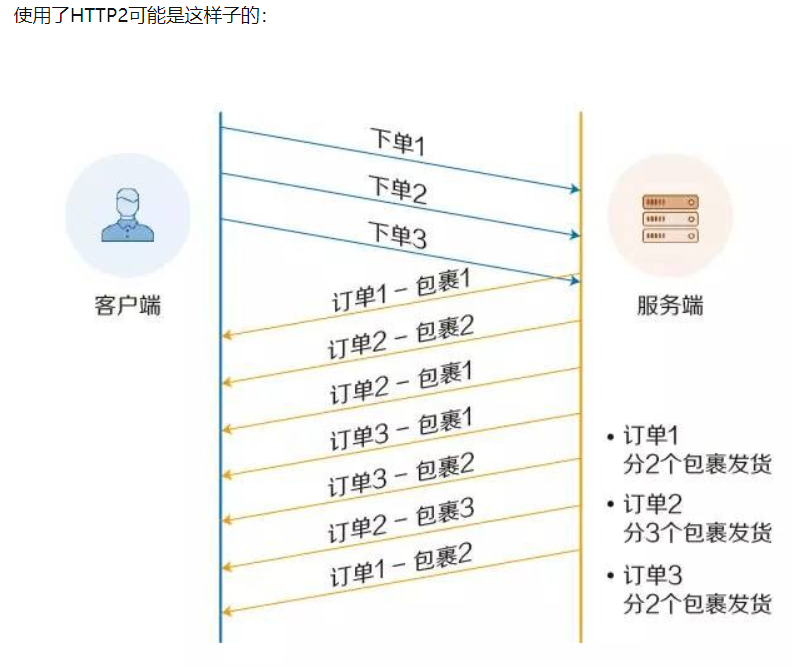 使用了HTTP2可能是这样子的：
下单1
下单2
下单3
客户端
服务端
订单1 – 包裹1
订单2 – 包裹2
订单2 – 包裹1
订单3 – 包裹1
订单3 – 包裹2
订单2 – 包裹3
订单1 – 包裹2
• 订单1
分2个包裹发货
• 订单2
分3个包裹发货
• 订单3
分2个包裹发货